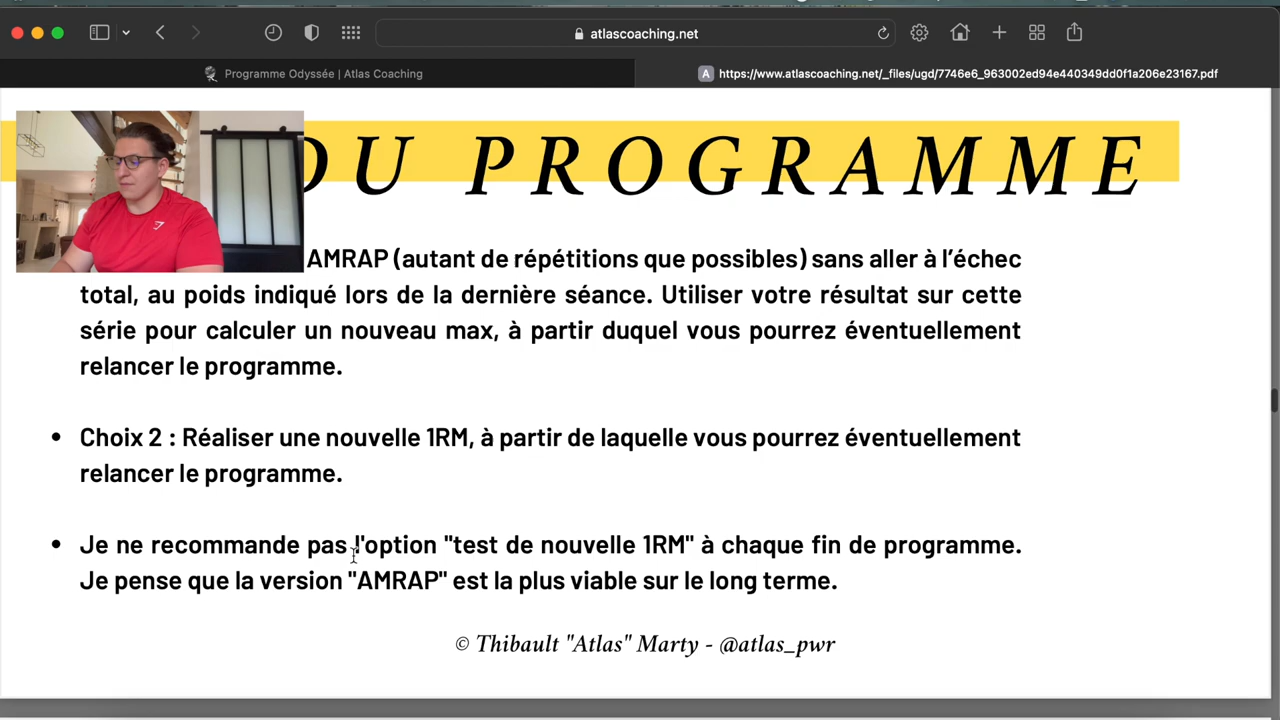 atlascoaching.net
Programme Odyssée | Atlas Coaching
A https://www.atlascoaching.net/_files/ugd/7746e6_963002ed94e440349dd0f1a206e23167.pdf
DU PROGRAMME
AMRAP (autant de répétitions que possibles) sans aller à l’échec
total, au poids indiqué lors de la dernière séance. Utiliser votre résultat sur cette
série pour calculer un nouveau max, à partir duquel vous pourrez éventuellement
relancer le programme.
• Choix 2 : Réaliser une nouvelle 1RM, à partir de laquelle vous pourrez éventuellement
relancer le programme.
• Je ne recommande pas l'option "test de nouvelle 1RM" à chaque fin de programme.
Je pense que la version "AMRAP" est la plus viable sur le long terme.
© Thibault "Atlas" Marty - @atlas_pwr